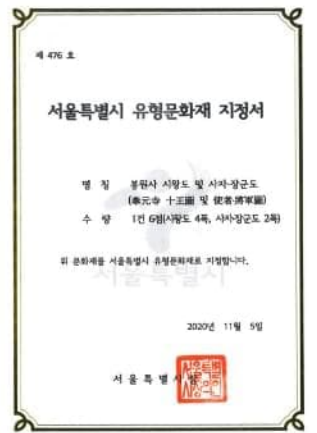 제 476 호
서울특별시 유형문화재 지정서
명 칭 봉원사 시왕도 및 사자·장군도
(奉元寺 十王圖 및 使者·將軍圖)
수 량 1건 6점(시왕도 4폭, 사자·장군도 2폭)
위 문화재를 서울특별시 유형문화재로 지정합니다.
서울특별시
2020년 11월 5일
서 울 특 별 시